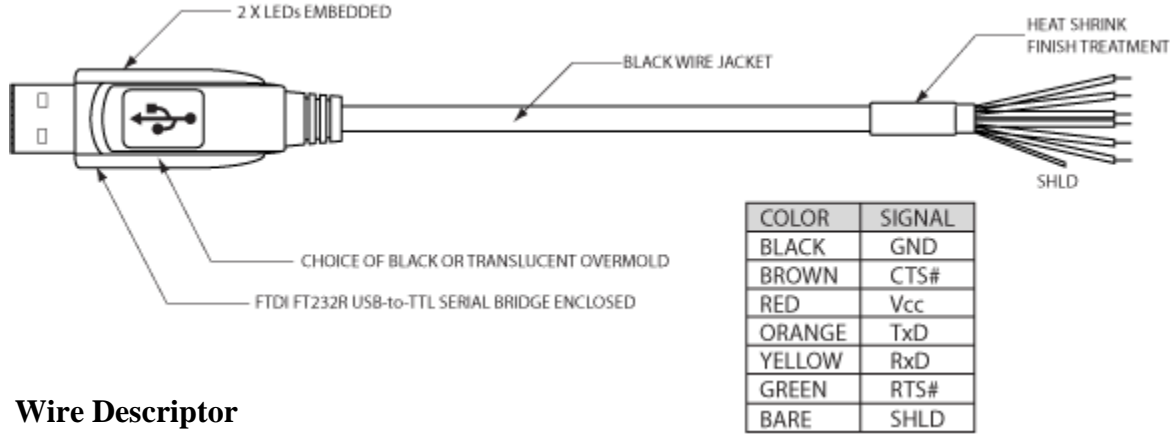 2 X LEDs EMBEDDED
HEAT SHRINK
FINISH TREATMENT
BLACK WIRE JACKET
SHLD
CHOICE OF BLACK OR TRANSLUCENT OVERMOLD
FTDI FT232R USB-to-TTL SERIAL BRIDGE ENCLOSED
COLOR SIGNAL
BLACK GND
BROWN CTS#
RED Vcc
ORANGE TxD
YELLOW RxD
GREEN RTS#
BARE SHLD
Wire Descriptor